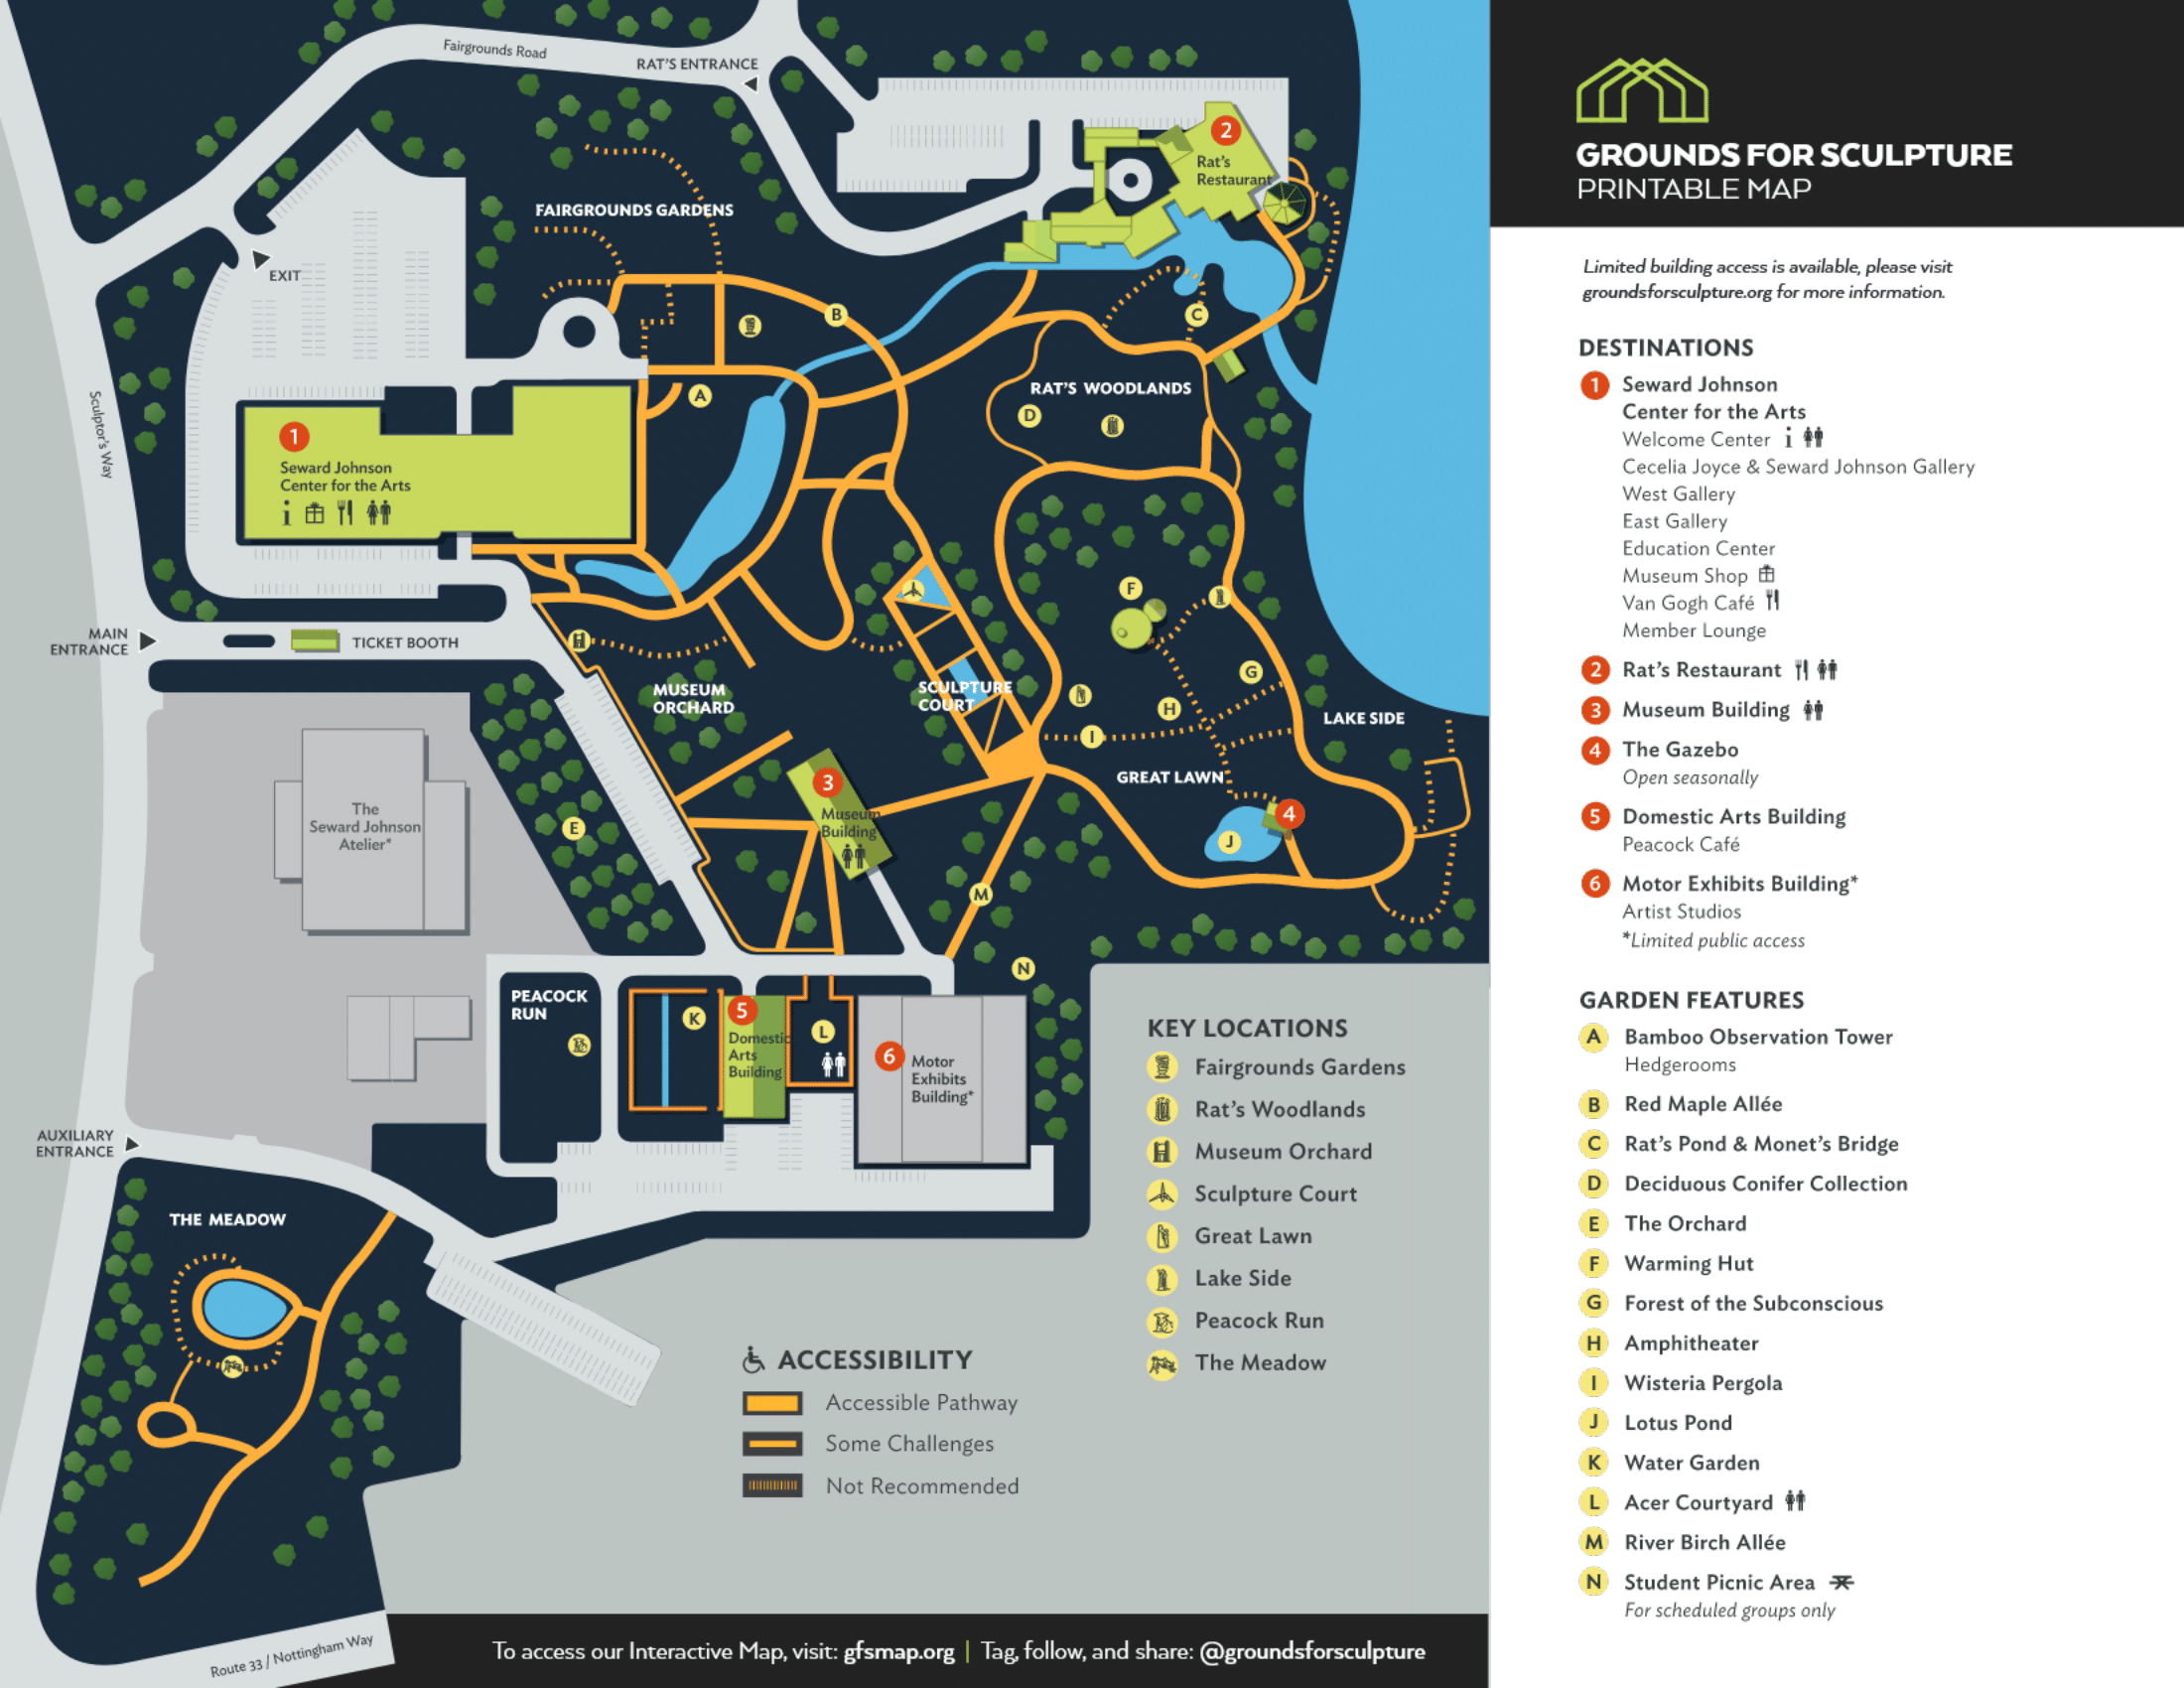 Fairgrounds Road
RAT'S ENTRANCE
FAIRGROUNDS GARDENS
EXIT
Sculptor's Way
2
Rat's
Restaurant
B
C
A
RAT'S WOODLANDS
D
1
Seward Johnson
Center for the Arts
MAIN
ENTRANCE
TICKET BOOTH
MUSEUM
ORCHARD
SCULPTURE
COURT
F
G
H
I
LAKE SIDE
GREAT LAWN
The
Seward Johnson
Atelier*
E
3
Museum
Building
4
J
M
N
PEACOCK
RUN
K
5
Domestic
Arts
Building
L
6
Motor
Exhibits
Building*
AUXILIARY
ENTRANCE
THE MEADOW
Route 33 / Nottingham Way
KEY LOCATIONS
Fairgrounds Gardens
Rat's Woodlands
Museum Orchard
Sculpture Court
Great Lawn
Lake Side
Peacock Run
The Meadow
ACCESSIBILITY
Accessible Pathway
Some Challenges
Not Recommended
To access our Interactive Map, visit: gfsmap.org | Tag, follow, and share: @groundsforsculpture
GROUNDS FOR SCULPTURE
PRINTABLE MAP
Limited building access is available, please visit
groundsforsculpture.org for more information.
DESTINATIONS
1 Seward Johnson
Center for the Arts
Welcome Center i
Cecelia Joyce & Seward Johnson Gallery
West Gallery
East Gallery
Education Center
Museum Shop
Van Gogh Café
Member Lounge
2 Rat's Restaurant
3 Museum Building
4 The Gazebo
Open seasonally
5 Domestic Arts Building
Peacock Café
6 Motor Exhibits Building*
Artist Studios
*Limited public access
GARDEN FEATURES
A Bamboo Observation Tower
Hedgerooms
B Red Maple Allée
C Rat's Pond & Monet's Bridge
D Deciduous Conifer Collection
E The Orchard
F Warming Hut
G Forest of the Subconscious
H Amphitheater
I Wisteria Pergola
J Lotus Pond
K Water Garden
L Acer Courtyard
M River Birch Allée
N Student Picnic Area
For scheduled groups only